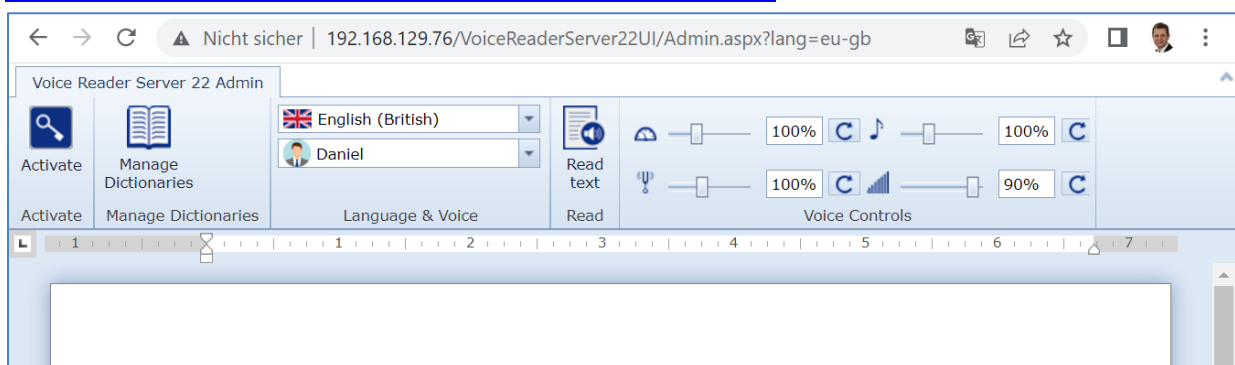 Nicht sicher | 192.168.129.76/VoiceReaderServer22UI/Admin.aspx?lang=eu-gb
Voice Reader Server 22 Admin
English (British)
Daniel
100%
100%
100%
90%
Activate
Manage
Dictionaries
Read
text
Activate
Manage Dictionaries
Language & Voice
Read
Voice Controls
L 1 1 2 3 4 5 6 7